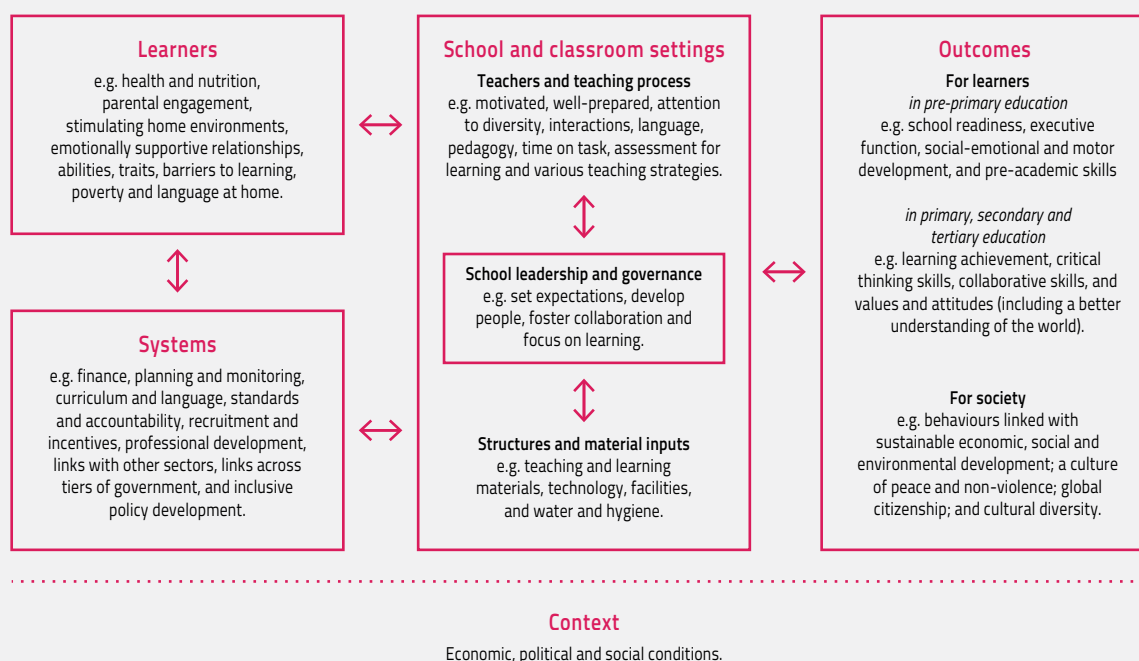 Learners
e.g. health and nutrition,
parental engagement,
stimulating home environments,
emotionally supportive relationships,
abilities, traits, barriers to learning,
poverty and language at home.
Systems
e.g. finance, planning and monitoring,
curriculum and language, standards
and accountability, recruitment and
incentives, professional development,
links with other sectors, links across
tiers of government, and inclusive
policy development.
School and classroom settings
Teachers and teaching process
e.g. motivated, well-prepared, attention
to diversity, interactions, language,
pedagogy, time on task, assessment for
learning and various teaching strategies.
School leadership and governance
e.g. set expectations, develop
people, foster collaboration and
focus on learning.
Structures and material inputs
e.g. teaching and learning
materials, technology, facilities,
and water and hygiene.
Outcomes
For learners
in pre-primary education
e.g. school readiness, executive
function, social-emotional and motor
development, and pre-academic skills
in primary, secondary and
tertiary education
e.g. learning achievement, critical
thinking skills, collaborative skills, and
values and attitudes (including a better
understanding of the world).
For society
e.g. behaviours linked with
sustainable economic, social and
environmental development; a culture
of peace and non-violence; global
citizenship; and cultural diversity.
Context
Economic, political and social conditions.